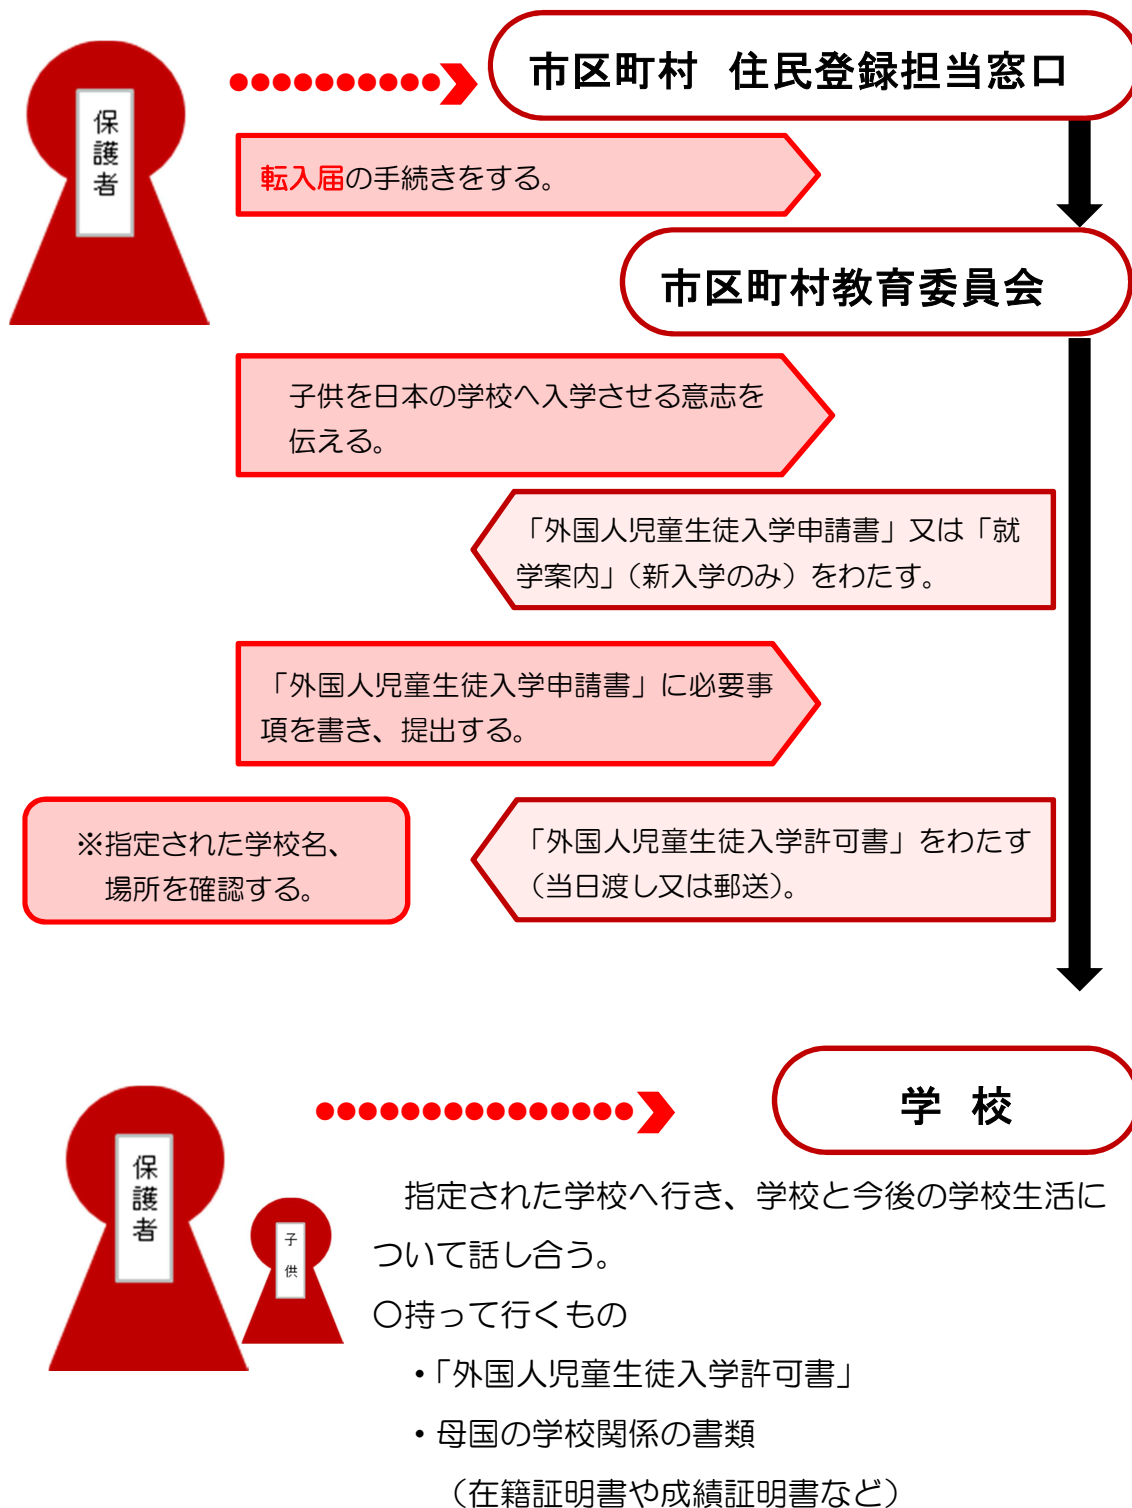 保護者
市区町村 住民登録担当窓口
転入届の手続きをする。
市区町村教育委員会
子供を日本の学校へ入学させる意志を
伝える。
「外国人児童生徒入学申請書」又は「就
学案内」（新入学のみ）をわたす。
「外国人児童生徒入学申請書」に必要事
項を書き、提出する。
※指定された学校名、
場所を確認する。
「外国人児童生徒入学許可書」をわたす
（当日渡し又は郵送）。
学 校
保護者
子供
指定された学校へ行き、学校と今後の学校生活に
ついて話し合う。
○持って行くもの
・「外国人児童生徒入学許可書」
・母国の学校関係の書類
（在籍証明書や成績証明書など）